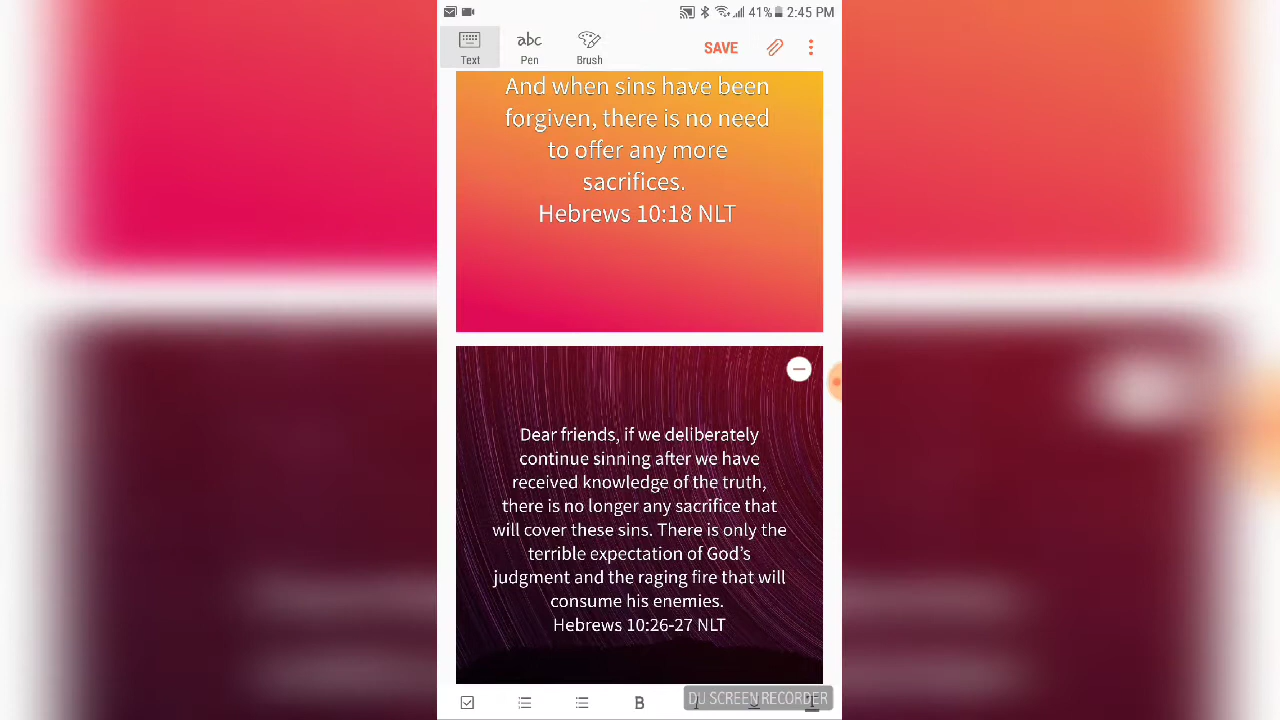 41% 2:45 PM
Text
abc
Pen
Brush
SAVE
And when sins have been
forgiven, there is no need
to offer any more
sacrifices.
Hebrews 10:18 NLT
Dear friends, if we deliberately
continue sinning after we have
received knowledge of the truth,
there is no longer any sacrifice that
will cover these sins. There is only the
terrible expectation of God's
judgment and the raging fire that will
consume his enemies.
Hebrews 10:26-27 NLT
B
DU SCREEN RECORDER